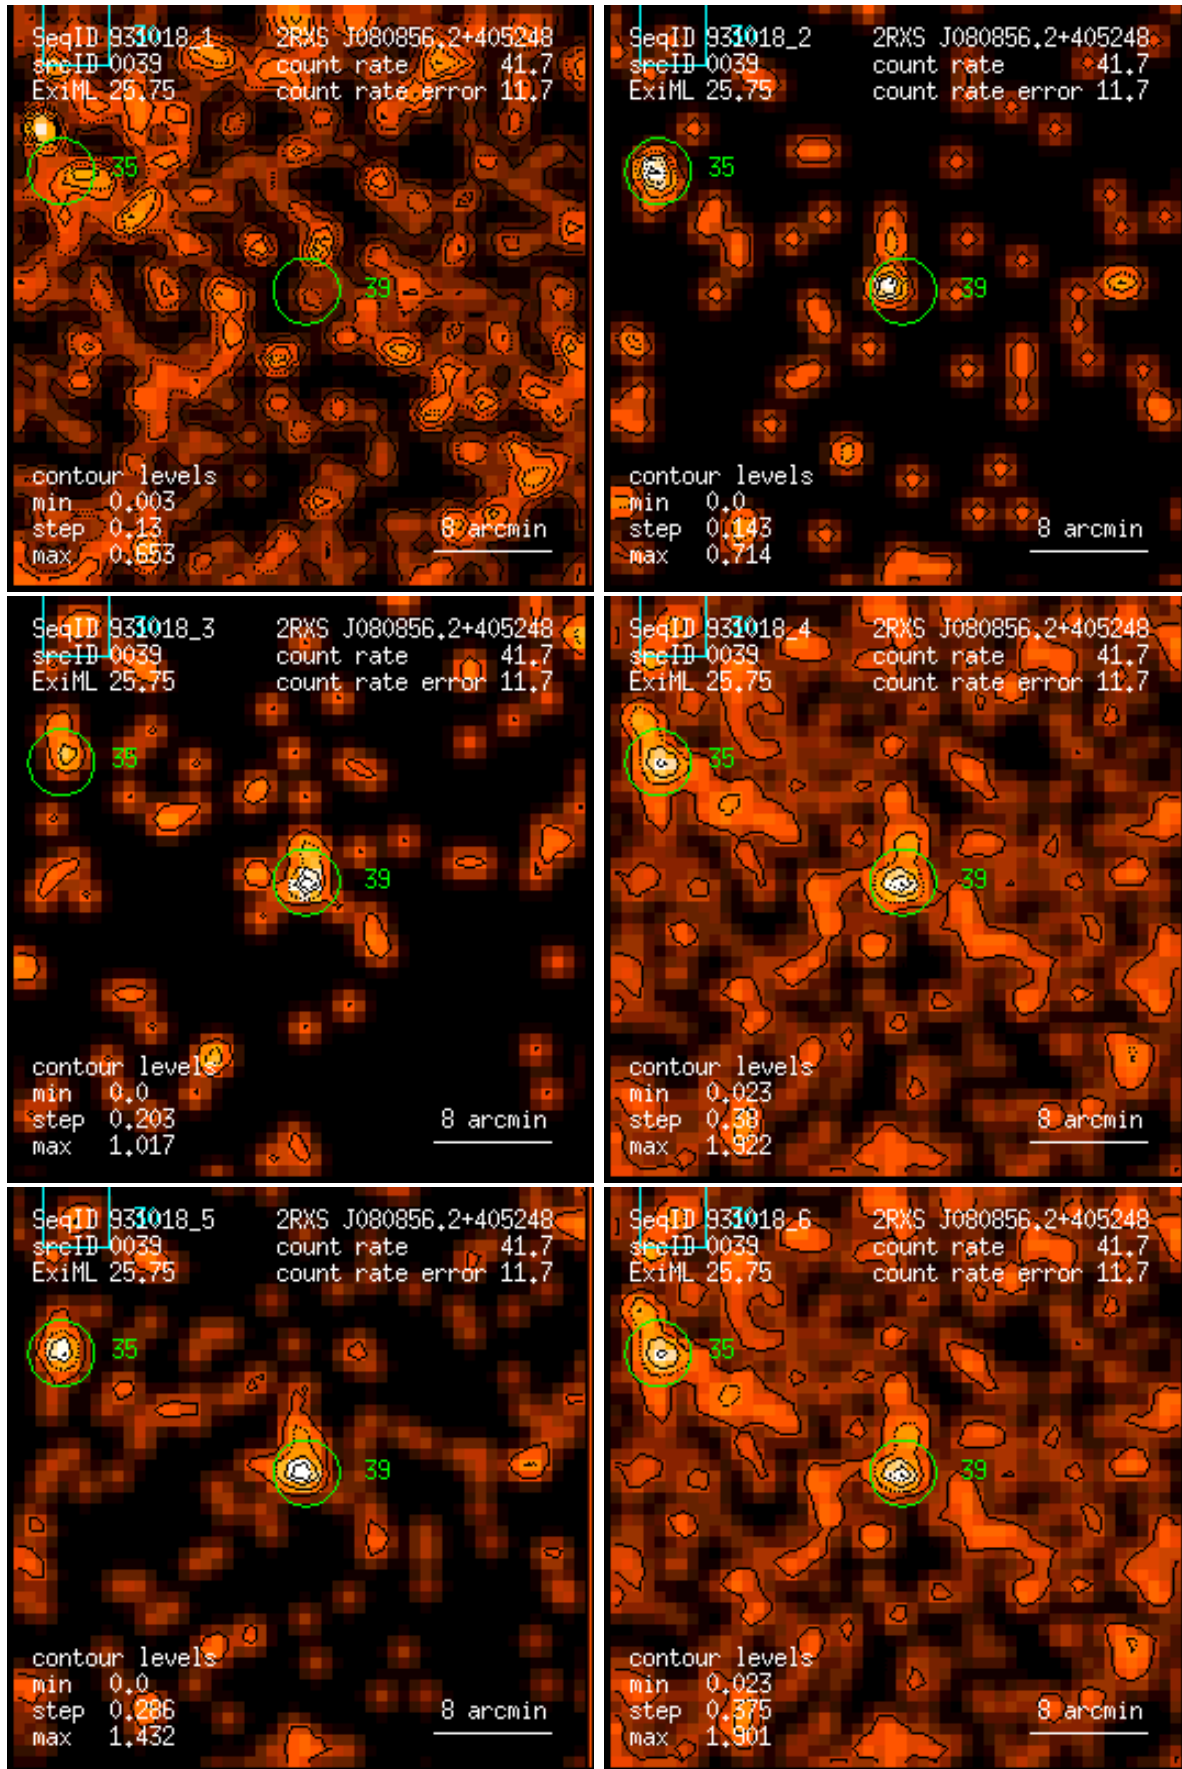 SeqID 931018_1 2RXS J080856.2+405248
srcID 0039 count rate 41.7
ExiML 25.75 count rate error 11.7
35
39
contour levels
min 0.003
step 0.13 8 arcmin
max 0.653
SeqID 931018_2 2RXS J080856.2+405248
srcID 0039 count rate 41.7
ExiML 25.75 count rate error 11.7
35
39
contour levels
min 0.0
step 0.143 8 arcmin
max 0.714
SeqID 931018_3 2RXS J080856.2+405248
srcID 0039 count rate 41.7
ExiML 25.75 count rate error 11.7
35
39
contour levels
min 0.0
step 0.203 8 arcmin
max 1.017
SeqID 931018_4 2RXS J080856.2+405248
srcID 0039 count rate 41.7
ExiML 25.75 count rate error 11.7
35
39
contour levels
min 0.023
step 0.38 8 arcmin
max 1.922
SeqID 931018_5 2RXS J080856.2+405248
srcID 0039 count rate 41.7
ExiML 25.75 count rate error 11.7
35
39
contour levels
min 0.0
step 0.286 8 arcmin
max 1.432
SeqID 931018_6 2RXS J080856.2+405248
srcID 0039 count rate 41.7
ExiML 25.75 count rate error 11.7
35
39
contour levels
min 0.023
step 0.375 8 arcmin
max 1.901